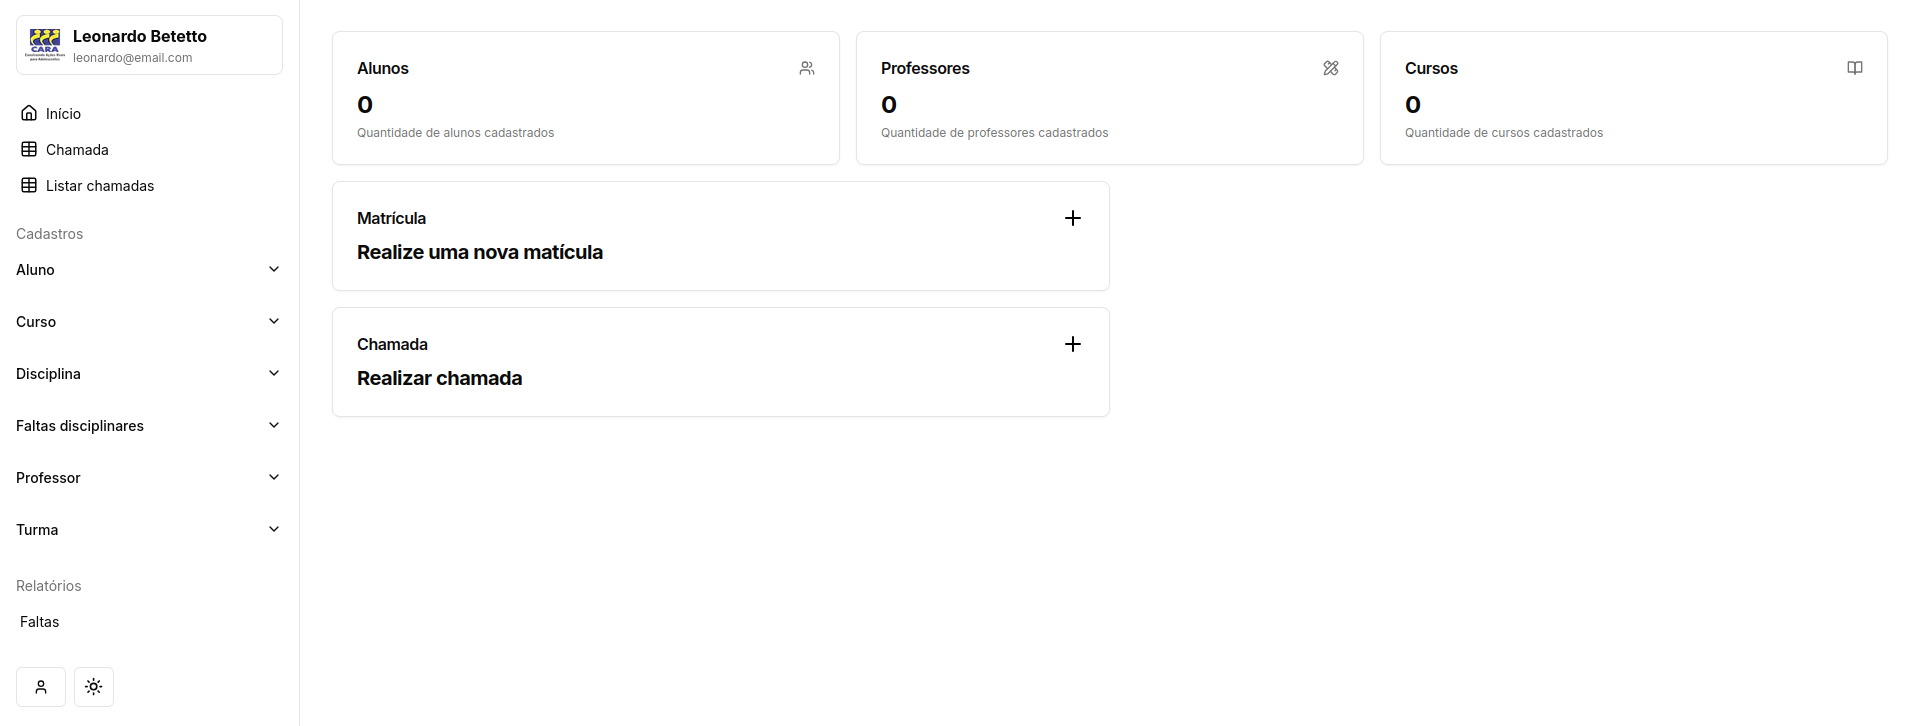 CARA
Leonardo Betetto
leonardo@email.com
Início
Chamada
Listar chamadas
Cadastros
Aluno
Curso
Disciplina
Faltas disciplinares
Professor
Turma
Relatórios
Faltas
Alunos
0
Quantidade de alunos cadastrados
Professores
0
Quantidade de professores cadastrados
Cursos
0
Quantidade de cursos cadastrados
Matrícula
Realize uma nova matícula
Chamada
Realizar chamada